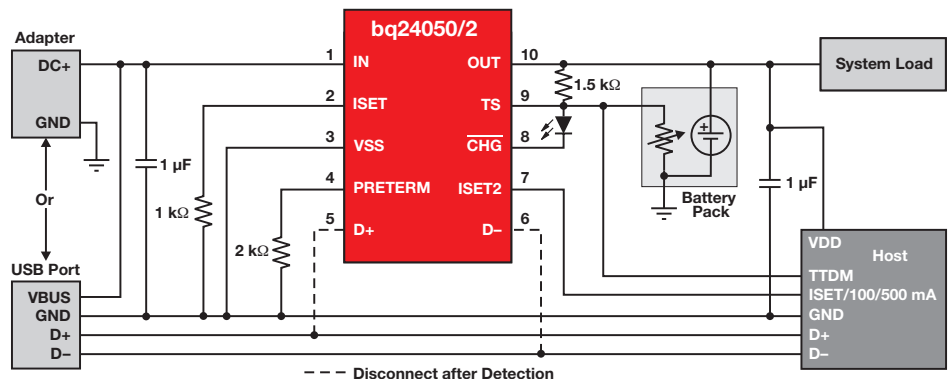 bq24050/2
Adapter
DC+
GND
Or
USB Port
VBUS
GND
D+
D–
1 µF
1 kΩ
2 kΩ
1
IN
2
ISET
3
VSS
4
PRETERM
5
D+
10
OUT
9
TS
8
CHG
7
ISET2
6
D–
1.5 kΩ
+
Battery
Pack
1 µF
System Load
Host
VDD
TTDM
ISET/100/500 mA
GND
D+
D–
Disconnect after Detection